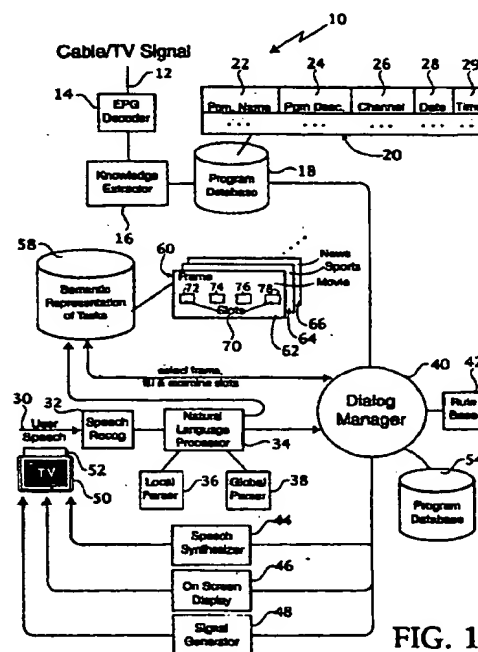 10
Cable/TV Signal
12
22 24 26 28 29
14
EPG
Decoder
Pgm. Name Pgm Desc. Channel Date Time
20
Knowledge
Extractor
16
Program
Database
18
58
Semantic
Representation
of Tasks
60
News
Sports
Movie
Frame
72 74 76 78
Slots
70
62
64
66
select frame,
fill & examine slots
40
Dialog
Manager
42
Rule
Base
30
User
Speech
32
Speech
Recog
Natural
Language
Processor
34
52
TV
50
Local
Parser
36
Global
Parser
38
54
Program
Database
Speech
Synthesizer
44
On Screen
Display
46
Signal
Generator
48
FIG. 1